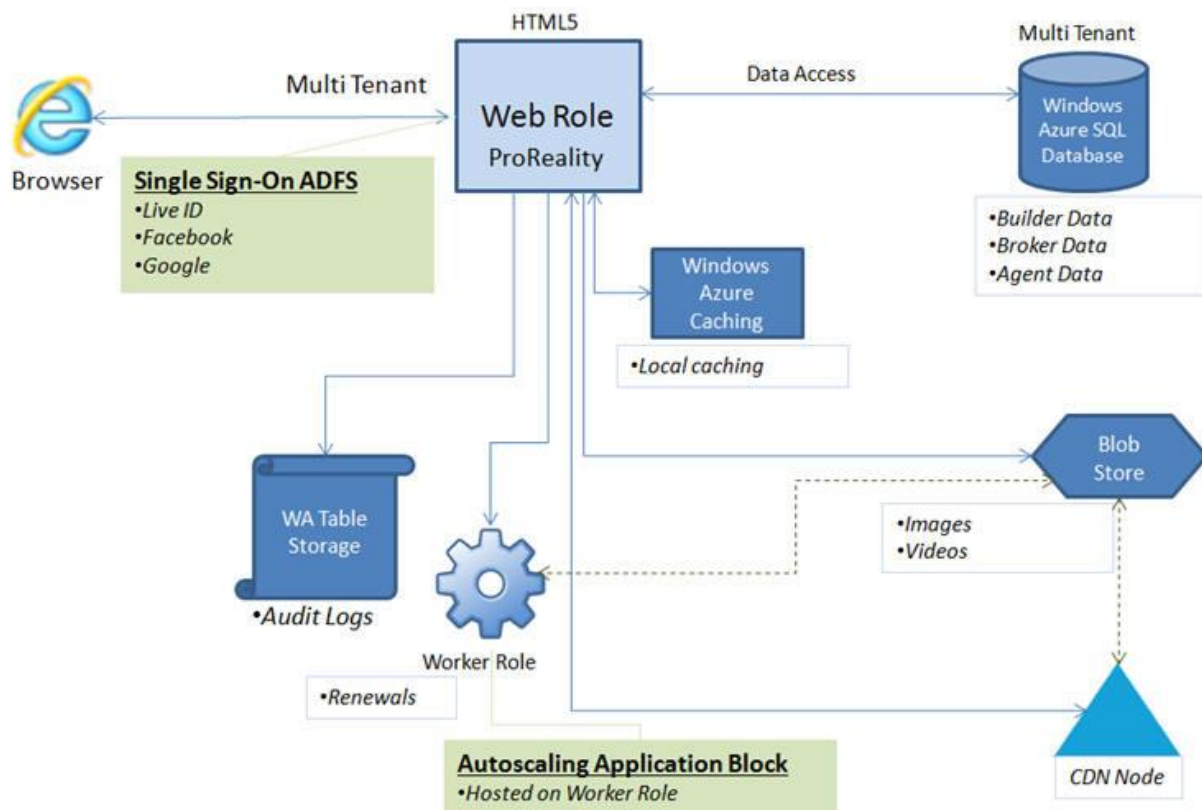 HTML5
Multi Tenant
Multi Tenant
Data Access
Web Role
ProReality
Windows
Azure SQL
Database
Browser
Single Sign-On ADFS
•Live ID
•Facebook
•Google
•Builder Data
•Broker Data
•Agent Data
Windows
Azure
Caching
•Local caching
Blob
Store
•Images
•Videos
WA Table
Storage
•Audit Logs
Worker Role
•Renewals
Autoscaling Application Block
•Hosted on Worker Role
CDN Node